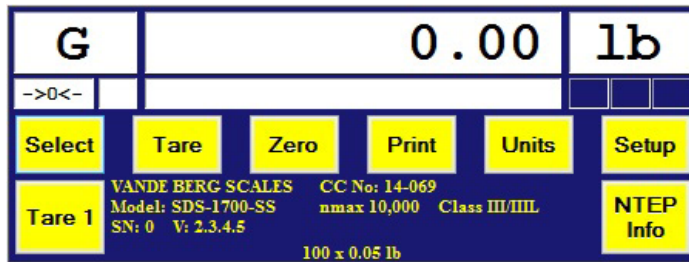 G 0.00 lb
->0<-
Select Tare Zero Print Units Setup
Tare 1
VANDE BERG SCALES CC No: 14-069
Model: SDS-1700-SS nmax 10,000 Class III/IIIL
SN: 0 V: 2.3.4.5
100 x 0.05 lb
NTEP
Info